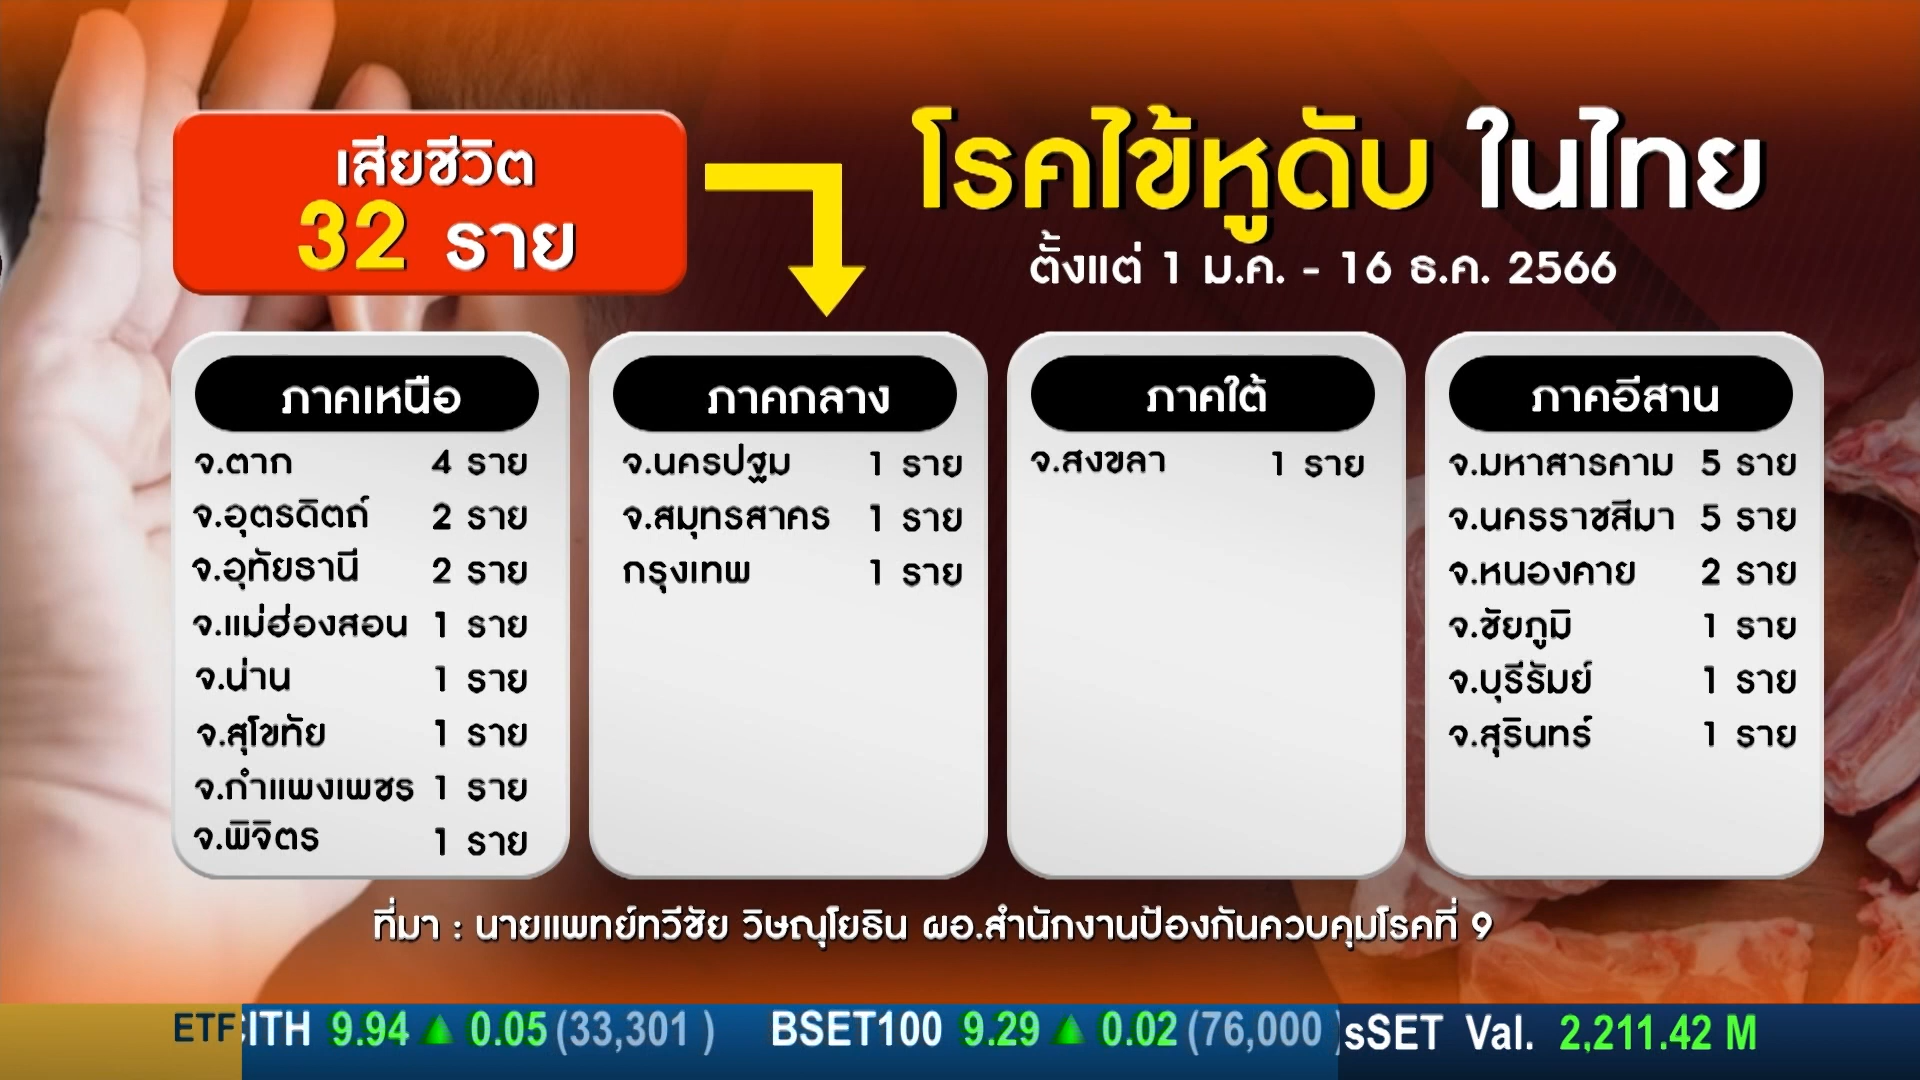 เสียชีวิต
32 ราย
โรคไข้หูดับ ในไทย
ตั้งแต่ 1 ม.ค. - 16 ธ.ค. 2566
ภาคเหนือ
จ.ตาก 4 ราย
จ.อุตรดิตถ์ 2 ราย
จ.อุทัยธานี 2 ราย
จ.แม่ฮ่องสอน 1 ราย
จ.น่าน 1 ราย
จ.สุโขทัย 1 ราย
จ.กำแพงเพชร 1 ราย
จ.พิจิตร 1 ราย
ภาคกลาง
จ.นครปฐม 1 ราย
จ.สมุทรสาคร 1 ราย
กรุงเทพ 1 ราย
ภาคใต้
จ.สงขลา 1 ราย
ภาคอีสาน
จ.มหาสารคาม 5 ราย
จ.นครราชสีมา 5 ราย
จ.หนองคาย 2 ราย
จ.ชัยภูมิ 1 ราย
จ.บุรีรัมย์ 1 ราย
จ.สุรินทร์ 1 ราย
ที่มา : นายแพทย์ทวีชัย วิษณุโยธิน ผอ.สำนักงานป้องกันควบคุมโรคที่ 9
ETF ITH 9.94 ▲ 0.05 (33,301 ) BSET100 9.29 ▲ 0.02 (76,000 sSET Val. 2,211.42 M